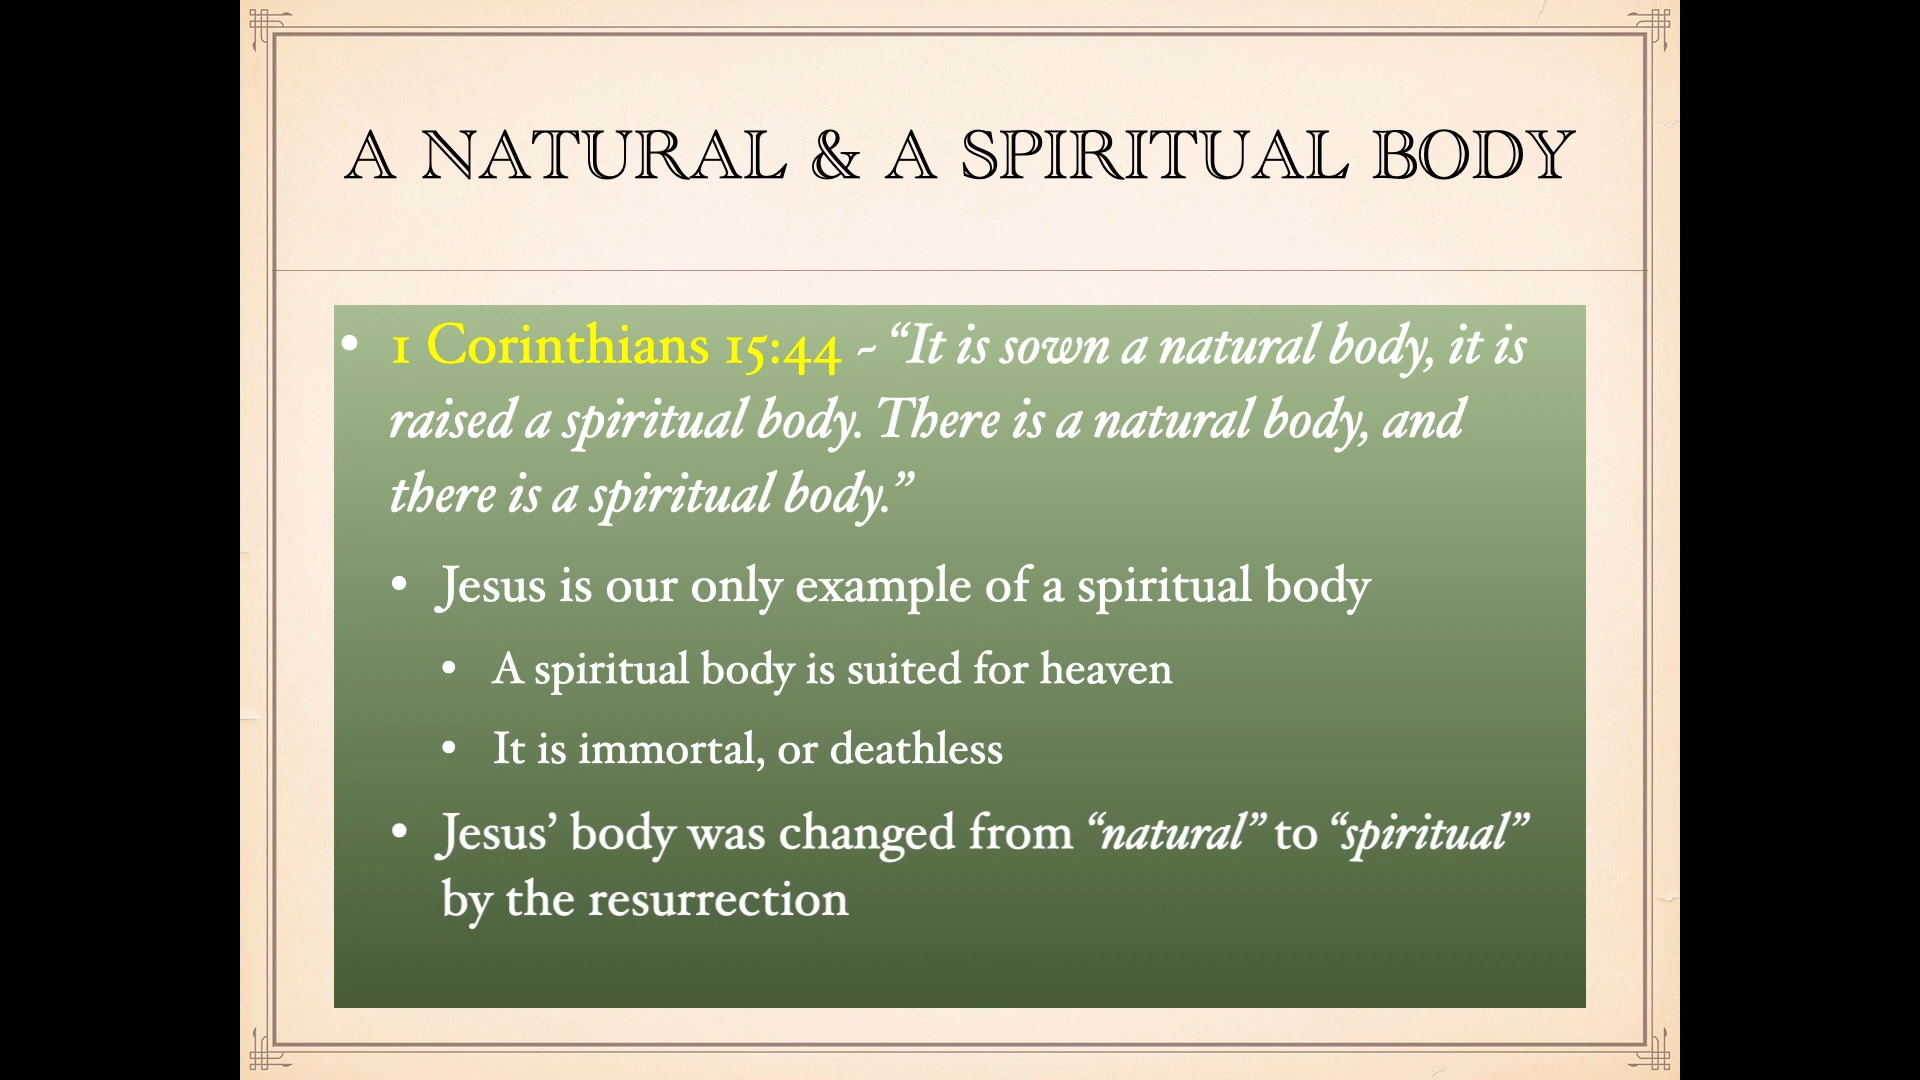 A NATURAL & A SPIRITUAL BODY
• 1 Corinthians 15:44 - “It is sown a natural body, it is
raised a spiritual body. There is a natural body, and
there is a spiritual body.”
• Jesus is our only example of a spiritual body
• A spiritual body is suited for heaven
• It is immortal, or deathless
• Jesus’ body was changed from “natural” to “spiritual”
by the resurrection